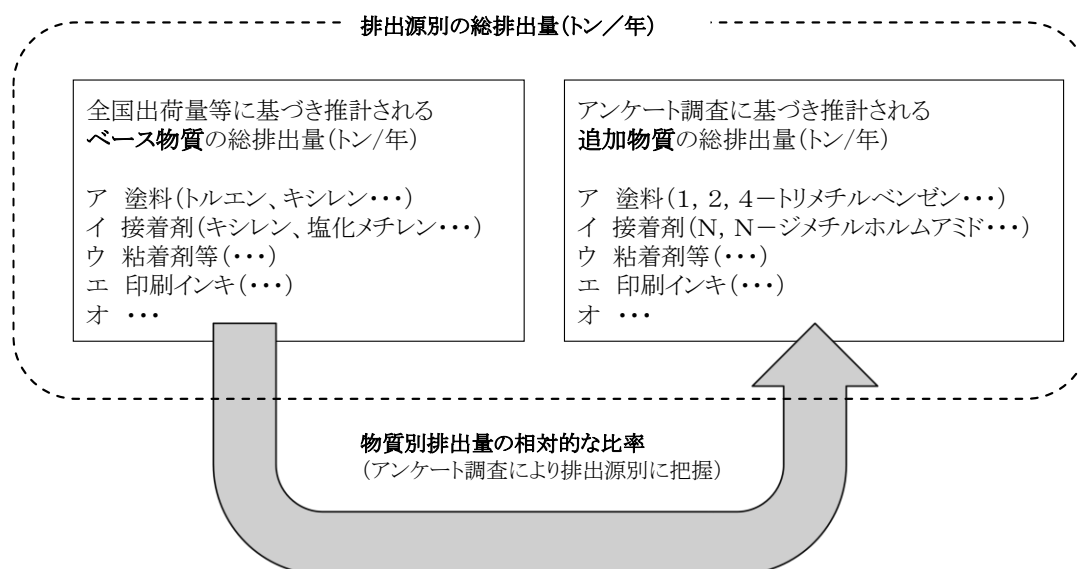 排出源別の総排出量(トン/年)
全国出荷量等に基づき推計される
ベース物質の総排出量(トン/年)
ア 塗料(トルエン、キシレン・・・)
イ 接着剤(キシレン、塩化メチレン・・・)
ウ 粘着剤等(・・・)
エ 印刷インキ(・・・)
オ ・・・
アンケート調査に基づき推計される
追加物質の総排出量(トン/年)
ア 塗料(1, 2, 4-トリメチルベンゼン・・・)
イ 接着剤(N, N-ジメチルホルムアミド・・・)
ウ 粘着剤等(・・・)
エ 印刷インキ(・・・)
オ ・・・
物質別排出量の相対的な比率
(アンケート調査により排出源別に把握)